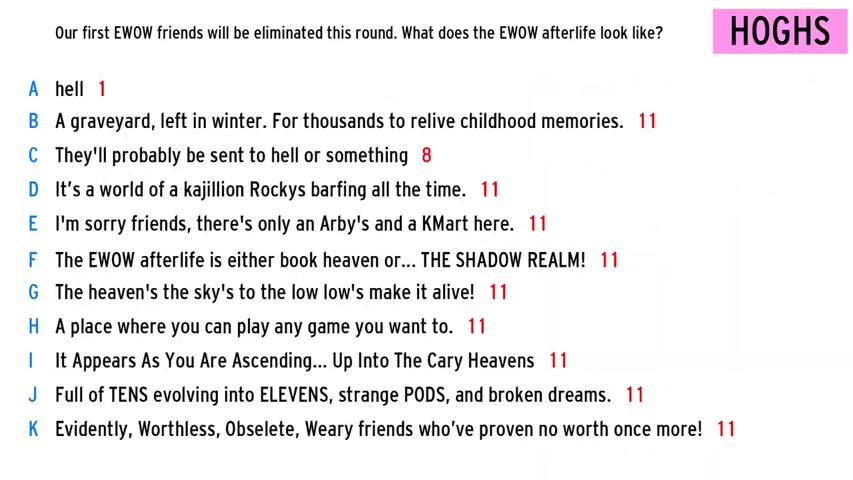 Our first EWOW friends will be eliminated this round. What does the EWOW afterlife look like?
HOGHS
A hell 1
B A graveyard, left in winter. For thousands to relive childhood memories. 11
C They'll probably be sent to hell or something 8
D It's a world of a kajillion Rockys barfing all the time. 11
E I'm sorry friends, there's only an Arby's and a KMart here. 11
F The EWOW afterlife is either book heaven or... THE SHADOW REALM! 11
G The heaven's the sky's to the low low's make it alive! 11
H A place where you can play any game you want to. 11
I It Appears As You Are Ascending... Up Into The Cary Heavens 11
J Full of TENS evolving into ELEVENS, strange PODS, and broken dreams. 11
K Evidently, Worthless, Obselete, Weary friends who've proven no worth once more! 11